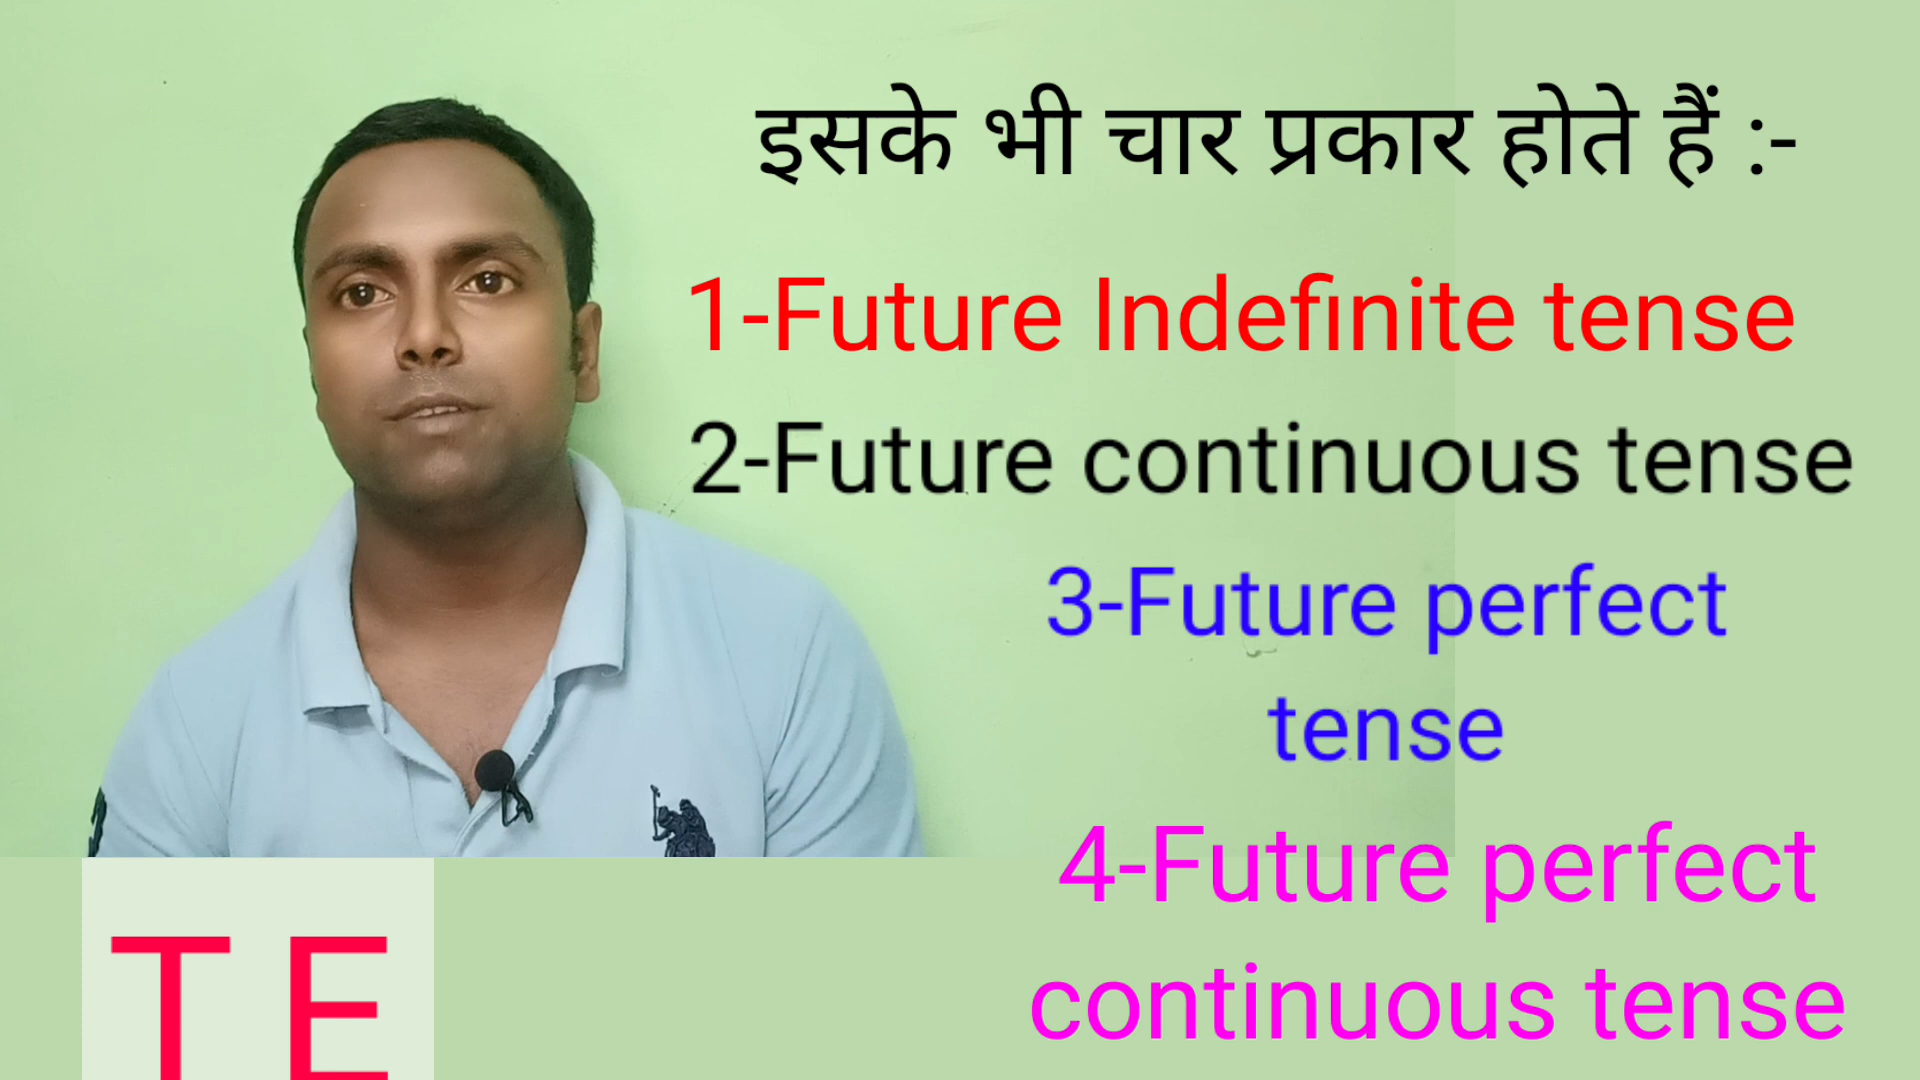 इसके भी चार प्रकार होते हैं :-
1-Future Indefinite tense
2-Future continuous tense
3-Future perfect
tense
4-Future perfect
continuous tense
T E